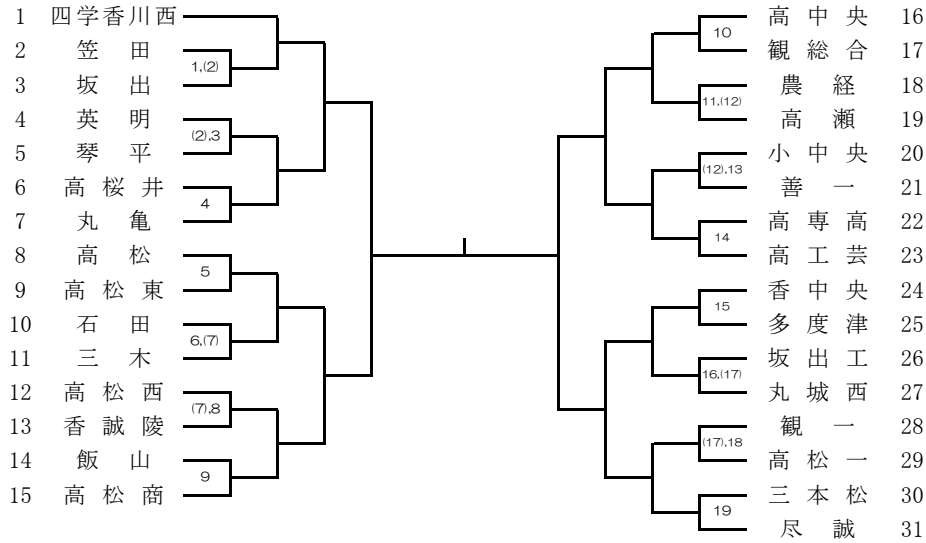 1 四学香川西
2 笠田
1,(2)
3 坂出
4 英明
(2),3
5 琴平
6 高桜井
4
7 丸亀
8 高松
5
9 高松東
10 石田
6,(7)
11 三木
12 高松西
(7),8
13 香誠陵
14 飯山
9
15 高松商
高中央 16
10
観総合 17
農経 18
11,(12)
高瀬 19
小中央 20
(12),13
善一 21
高専高 22
14
高工芸 23
香中央 24
15
多度津 25
坂出工 26
16,(17)
丸城西 27
観一 28
(17),18
高松一 29
三本松 30
19
尽誠 31